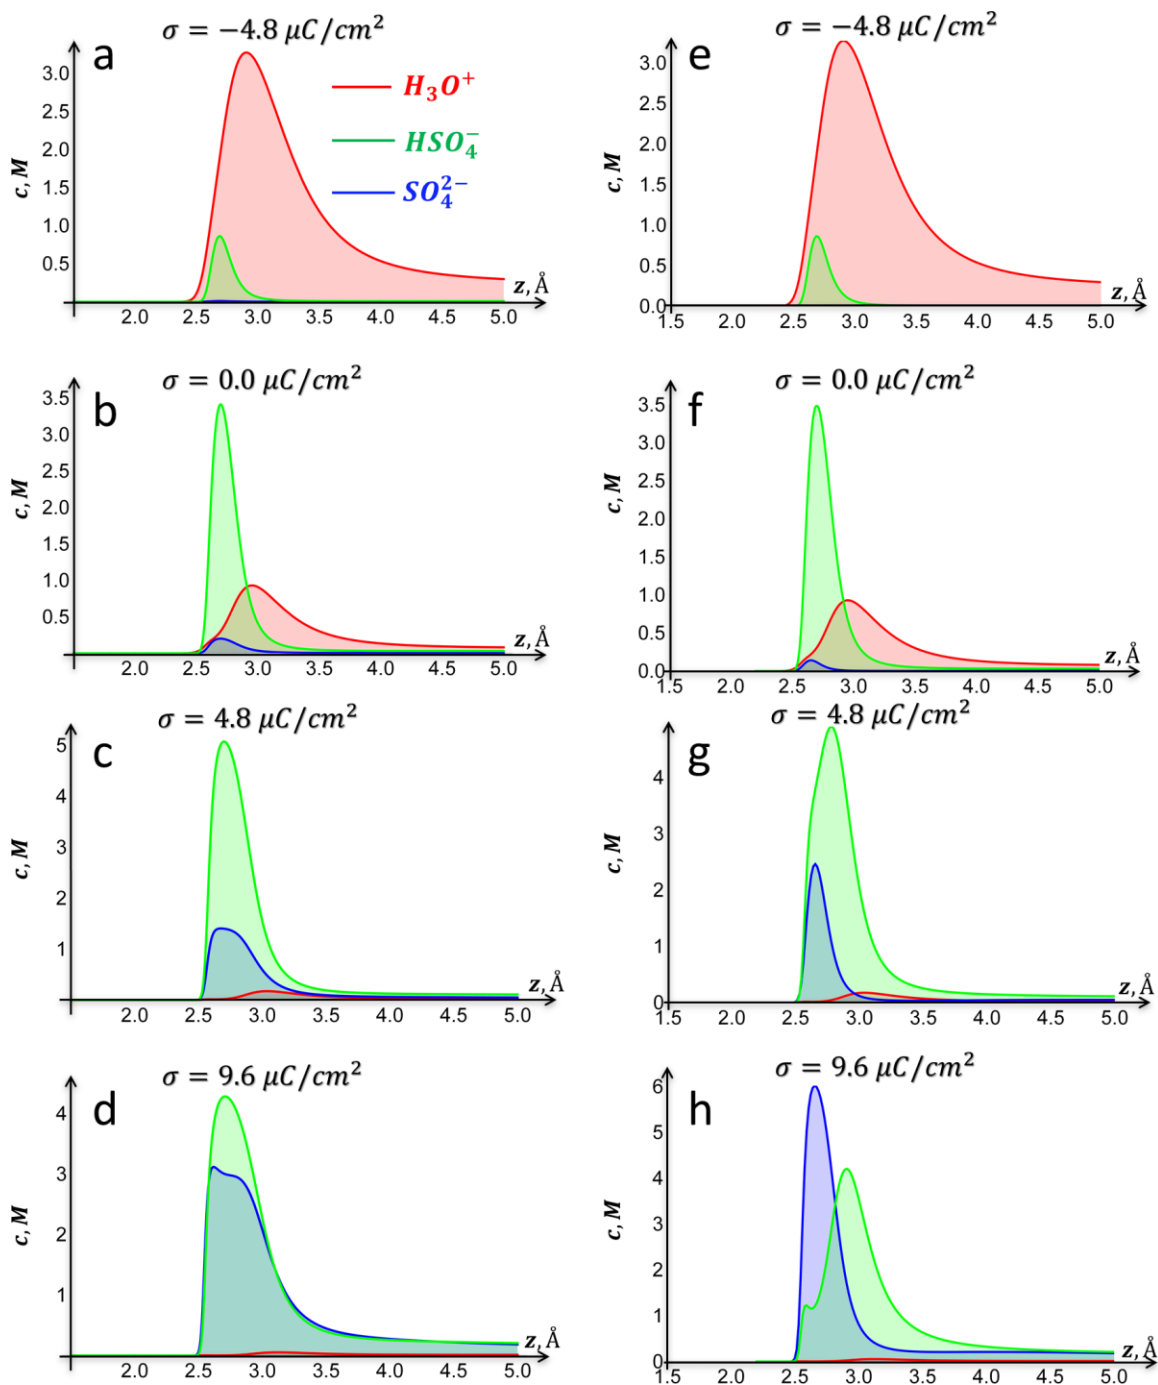 σ = −4.8 μC/cm²
a
H₃O⁺
HSO₄⁻
SO₄²⁻
c, M
3.0
2.5
2.0
1.5
1.0
0.5
z, Å
2.0 2.5 3.0 3.5 4.0 4.5 5.0
σ = −4.8 μC/cm²
e
c, M
3.0
2.5
2.0
1.5
1.0
0.5
0.0
z, Å
1.5 2.0 2.5 3.0 3.5 4.0 4.5 5.0
σ = 0.0 μC/cm²
b
c, M
3.5
3.0
2.5
2.0
1.5
1.0
0.5
z, Å
2.0 2.5 3.0 3.5 4.0 4.5 5.0
σ = 0.0 μC/cm²
f
c, M
3.5
3.0
2.5
2.0
1.5
1.0
0.5
0.0
z, Å
1.5 2.0 2.5 3.0 3.5 4.0 4.5 5.0
σ = 4.8 μC/cm²
c
c, M
5
4
3
2
1
z, Å
2.0 2.5 3.0 3.5 4.0 4.5 5.0
σ = 4.8 μC/cm²
g
c, M
4
3
2
1
0
z, Å
1.5 2.0 2.5 3.0 3.5 4.0 4.5 5.0
σ = 9.6 μC/cm²
d
c, M
4
3
2
1
z, Å
2.0 2.5 3.0 3.5 4.0 4.5 5.0
σ = 9.6 μC/cm²
h
c, M
6
5
4
3
2
1
0
z, Å
1.5 2.0 2.5 3.0 3.5 4.0 4.5 5.0